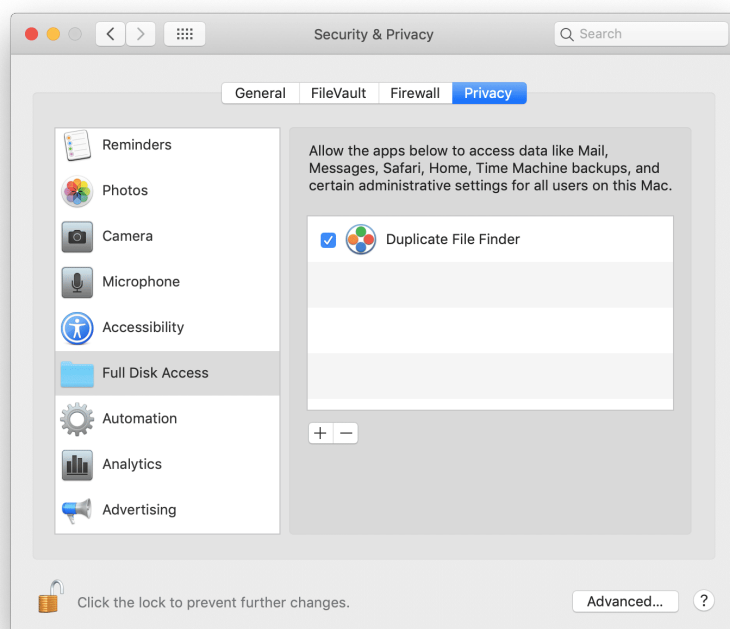 Security & Privacy
Search
General
FileVault
Firewall
Privacy
Reminders
Photos
Camera
Microphone
Accessibility
Full Disk Access
Automation
Analytics
Advertising
Allow the apps below to access data like Mail,
Messages, Safari, Home, Time Machine backups, and
certain administrative settings for all users on this Mac.
Duplicate File Finder
+
−
Click the lock to prevent further changes.
Advanced...
?